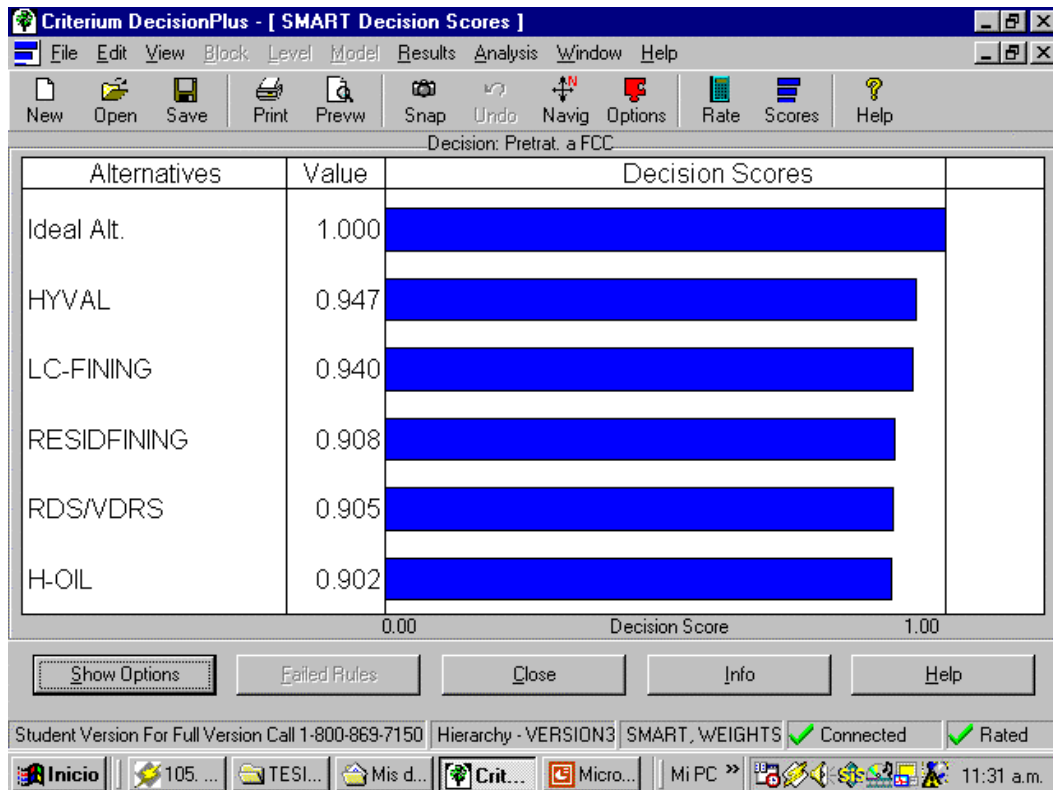 Criterium DecisionPlus - [ SMART Decision Scores ]
File Edit View Block Level Model Results Analysis Window Help
New Open Save Print Prevw Snap Undo Navig Options Rate Scores Help
Decision: Pretrat. a FCC
Alternatives Value Decision Scores
Ideal Alt. 1.000
HYVAL 0.947
LC-FINING 0.940
RESIDFINING 0.908
RDS/VDRS 0.905
H-OIL 0.902
0.00 Decision Score 1.00
Show Options Failed Rules Close Info Help
Student Version For Full Version Call 1-800-869-7150 Hierarchy - VERSION3 SMART, WEIGHTS Connected Rated
Inicio 105. ... TESI... Mis d... Crit... Micro... Mi PC » 11:31 a.m.